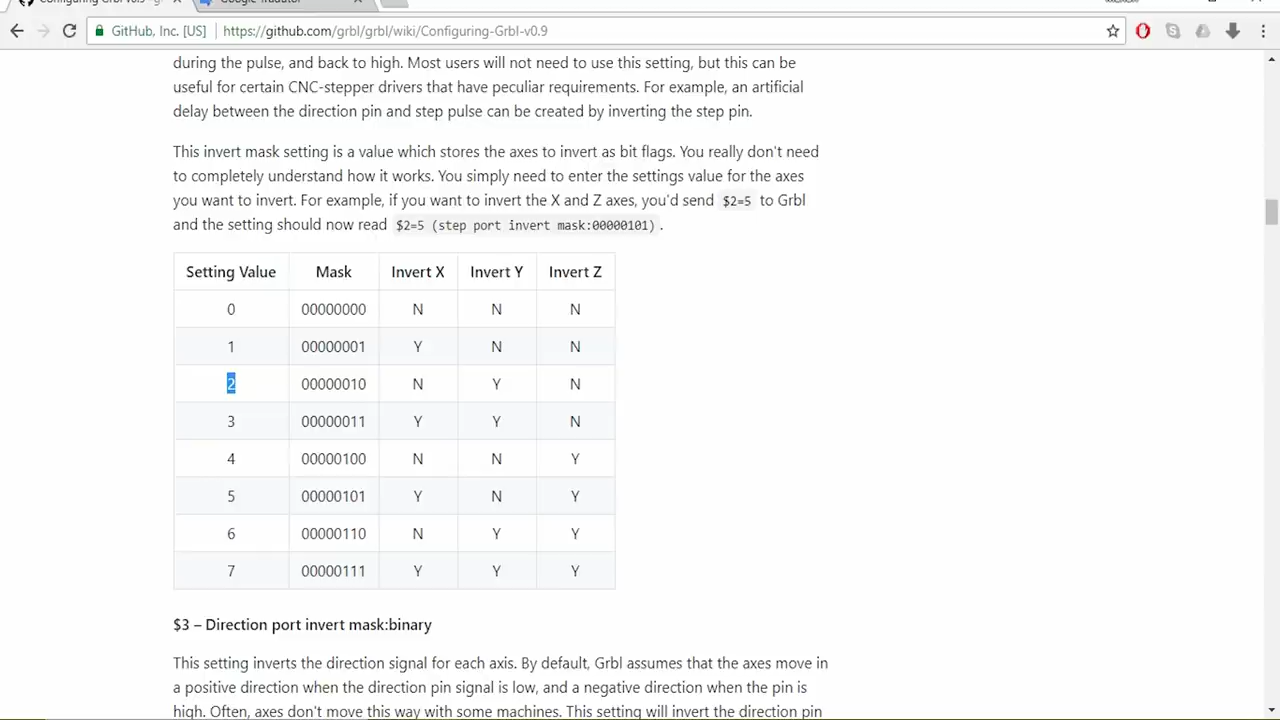 Google Tradutor
GitHub, Inc. [US]
https://github.com/grbl/grbl/wiki/Configuring-Grbl-v0.9
during the pulse, and back to high. Most users will not need to use this setting, but this can be
useful for certain CNC-stepper drivers that have peculiar requirements. For example, an artificial
delay between the direction pin and step pulse can be created by inverting the step pin.
This invert mask setting is a value which stores the axes to invert as bit flags. You really don't need
to completely understand how it works. You simply need to enter the settings value for the axes
you want to invert. For example, if you want to invert the X and Z axes, you'd send $2=5 to Grbl
and the setting should now read $2=5 (step port invert mask:00000101) .
Setting Value Mask Invert X Invert Y Invert Z
0 00000000 N N N
1 00000001 Y N N
2 00000010 N Y N
3 00000011 Y Y N
4 00000100 N N Y
5 00000101 Y N Y
6 00000110 N Y Y
7 00000111 Y Y Y
$3 – Direction port invert mask:binary
This setting inverts the direction signal for each axis. By default, Grbl assumes that the axes move in
a positive direction when the direction pin signal is low, and a negative direction when the pin is
high. Often, axes don't move this way with some machines. This setting will invert the direction pin